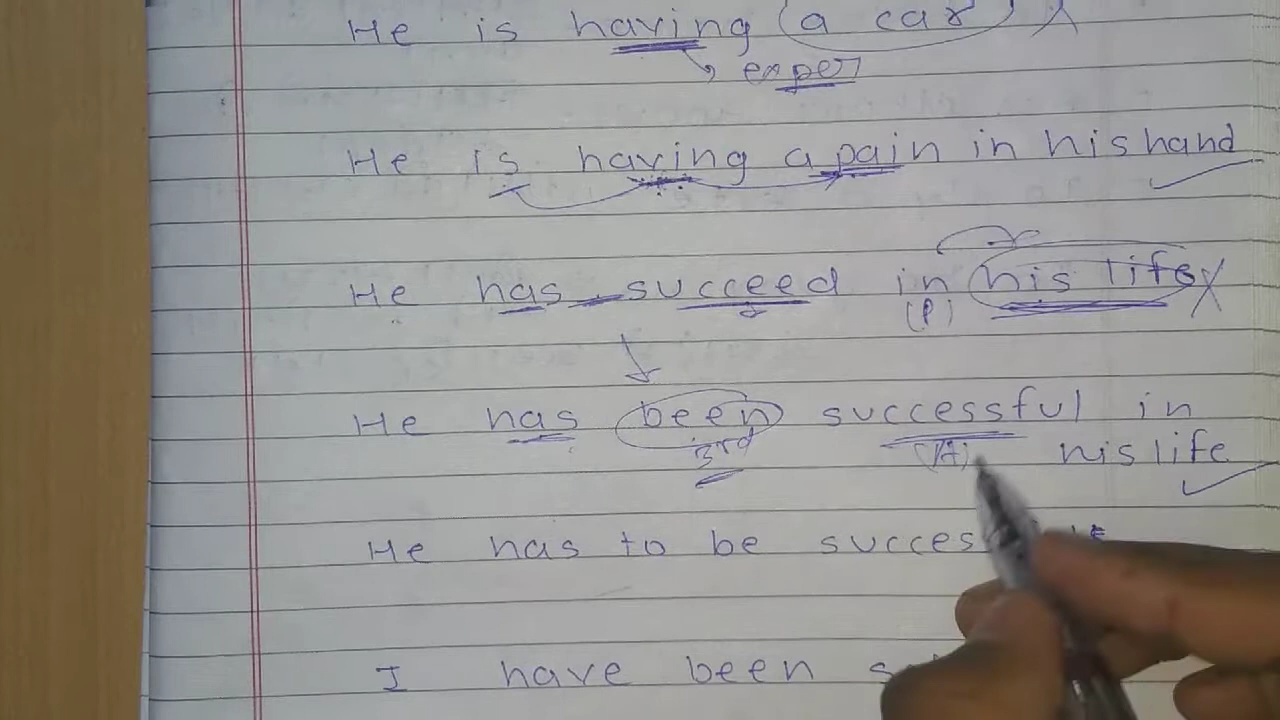 He is having (a car) X
exper
He is having a pain in his hand
He has succeed in his life X
(P)
He has been successful in
3rd (A) his life
He has to be
I have been